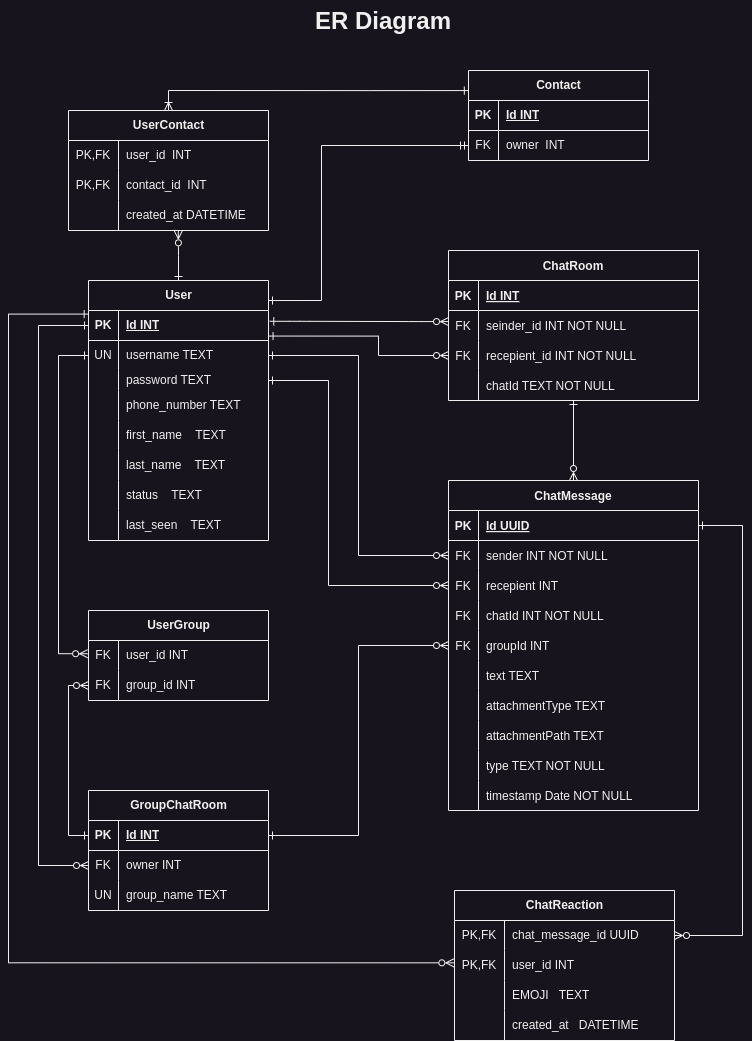 ER Diagram
Contact
PK Id INT
FK owner INT
UserContact
PK,FK user_id INT
PK,FK contact_id INT
created_at DATETIME
User
PK Id INT
UN username TEXT
password TEXT
phone_number TEXT
first_name TEXT
last_name TEXT
status TEXT
last_seen TEXT
ChatRoom
PK Id INT
FK seinder_id INT NOT NULL
FK recepient_id INT NOT NULL
chatId TEXT NOT NULL
ChatMessage
PK Id UUID
FK sender INT NOT NULL
FK recepient INT
FK chatId INT NOT NULL
FK groupId INT
text TEXT
attachmentType TEXT
attachmentPath TEXT
type TEXT NOT NULL
timestamp Date NOT NULL
UserGroup
FK user_id INT
FK group_id INT
GroupChatRoom
PK Id INT
FK owner INT
UN group_name TEXT
ChatReaction
PK,FK chat_message_id UUID
PK,FK user_id INT
EMOJI TEXT
created_at DATETIME